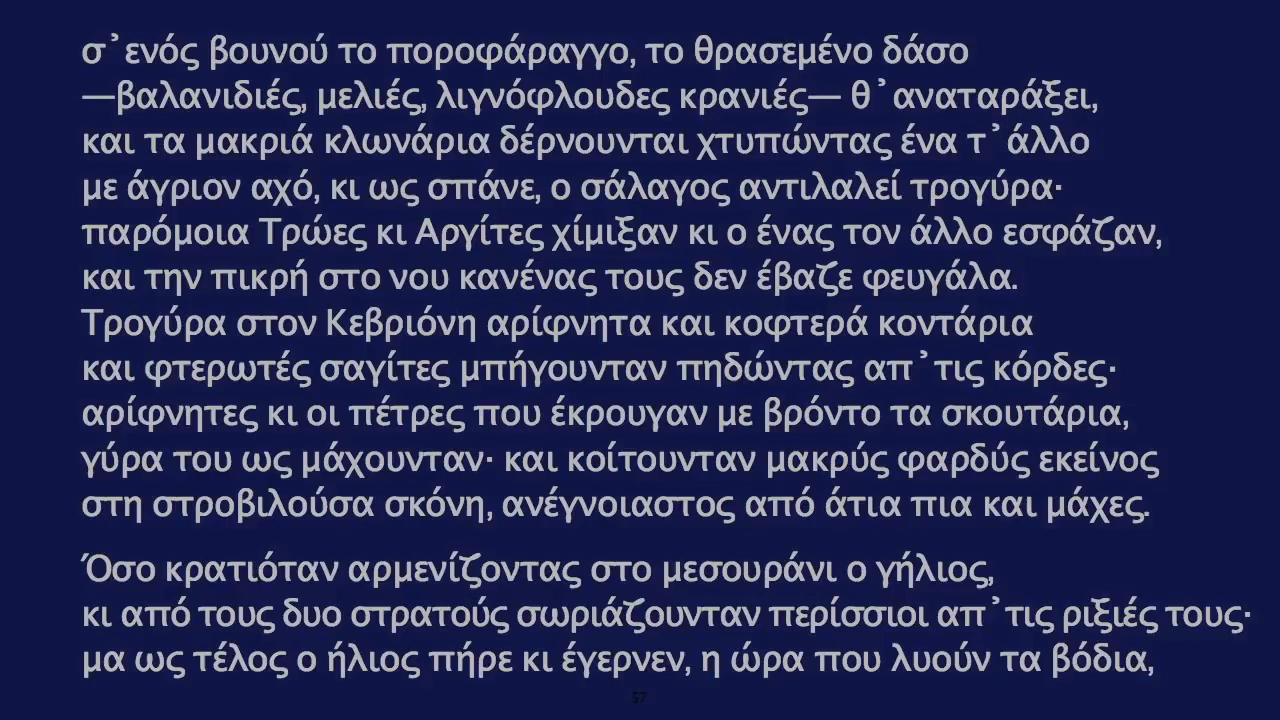 σ᾿ενός βουνού το ποροφάραγγο, το θρασεμένο δάσο
—βαλανιδιές, μελιές, λιγνόφλουδες κρανιές— θ᾿αναταράξει,
και τα μακριά κλωνάρια δέρνουνται χτυπώντας ένα τ᾿άλλο
με άγριον αχό, κι ως σπάνε, ο σάλαγος αντιλαλεί τρογύρα·
παρόμοια Τρώες κι Αργίτες χίμιξαν κι ο ένας τον άλλο εσφάζαν,
και την πικρή στο νου κανένας τους δεν έβαζε φευγάλα.
Τρογύρα στον Κεβριόνη αρίφνητα και κοφτερά κοντάρια
και φτερωτές σαγίτες μπήγουνταν πηδώντας απ᾿τις κόρδες·
αρίφνητες κι οι πέτρες που έκρουγαν με βρόντο τα σκουτάρια,
γύρα του ως μάχουνταν· και κοίτουνταν μακρύς φαρδύς εκείνος
στη στροβιλούσα σκόνη, ανέγνοιαστος από άτια πια και μάχες.
Όσο κρατιόταν αρμενίζοντας στο μεσουράνι ο γήλιος,
κι από τους δυο στρατούς σωριάζουνταν περίσσιοι απ᾿τις ριξιές τους·
μα ως τέλος ο ήλιος πήρε κι έγερνεν, η ώρα που λυούν τα βόδια,
57